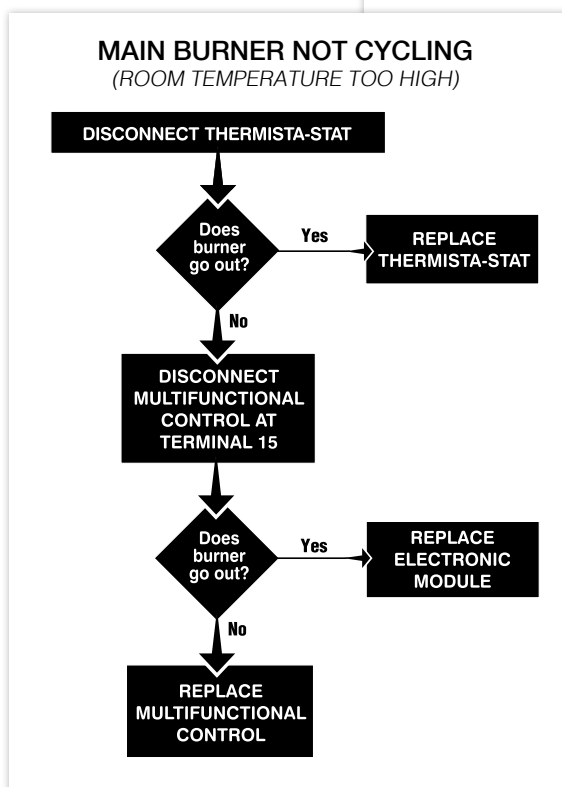 MAIN BURNER NOT CYCLING
(ROOM TEMPERATURE TOO HIGH)
DISCONNECT THERMISTA-STAT
Does
burner
go out?
Yes
REPLACE
THERMISTA-STAT
No
DISCONNECT
MULTIFUNCTIONAL
CONTROL AT
TERMINAL 15
Does
burner
go out?
Yes
REPLACE
ELECTRONIC
MODULE
No
REPLACE
MULTIFUNCTIONAL
CONTROL